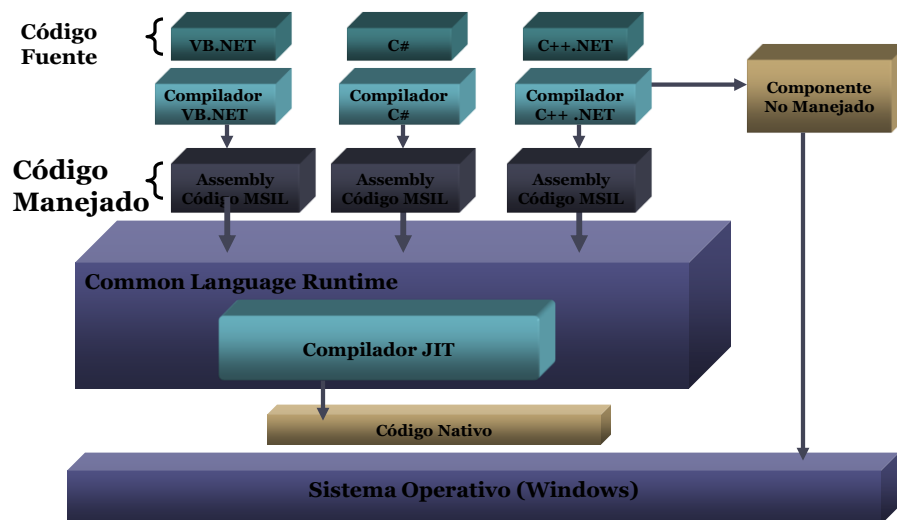 Código
Fuente
VB.NET
C#
C++.NET
Compilador
VB.NET
Compilador
C#
Compilador
C++ .NET
Componente
No Manejado
Código
Manejado
Assembly
Código MSIL
Assembly
Código MSIL
Assembly
Código MSIL
Common Language Runtime
Compilador JIT
Código Nativo
Sistema Operativo (Windows)